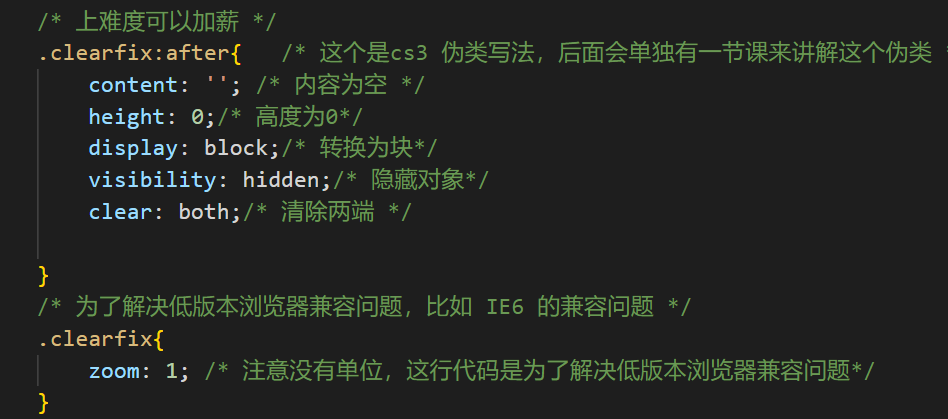 /* 上难度可以加薪 */
.clearfix:after{   /* 这个是cs3 伪类写法，后面会单独有一节课来讲解这个伪类
    content: ''; /* 内容为空 */
    height: 0;/* 高度为0*/
    display: block;/* 转换为块*/
    visibility: hidden;/* 隐藏对象*/
    clear: both;/* 清除两端 */
}
/* 为了解决低版本浏览器兼容问题，比如 IE6 的兼容问题 */
.clearfix{
    zoom: 1; /* 注意没有单位，这行代码是为了解决低版本浏览器兼容问题*/
}